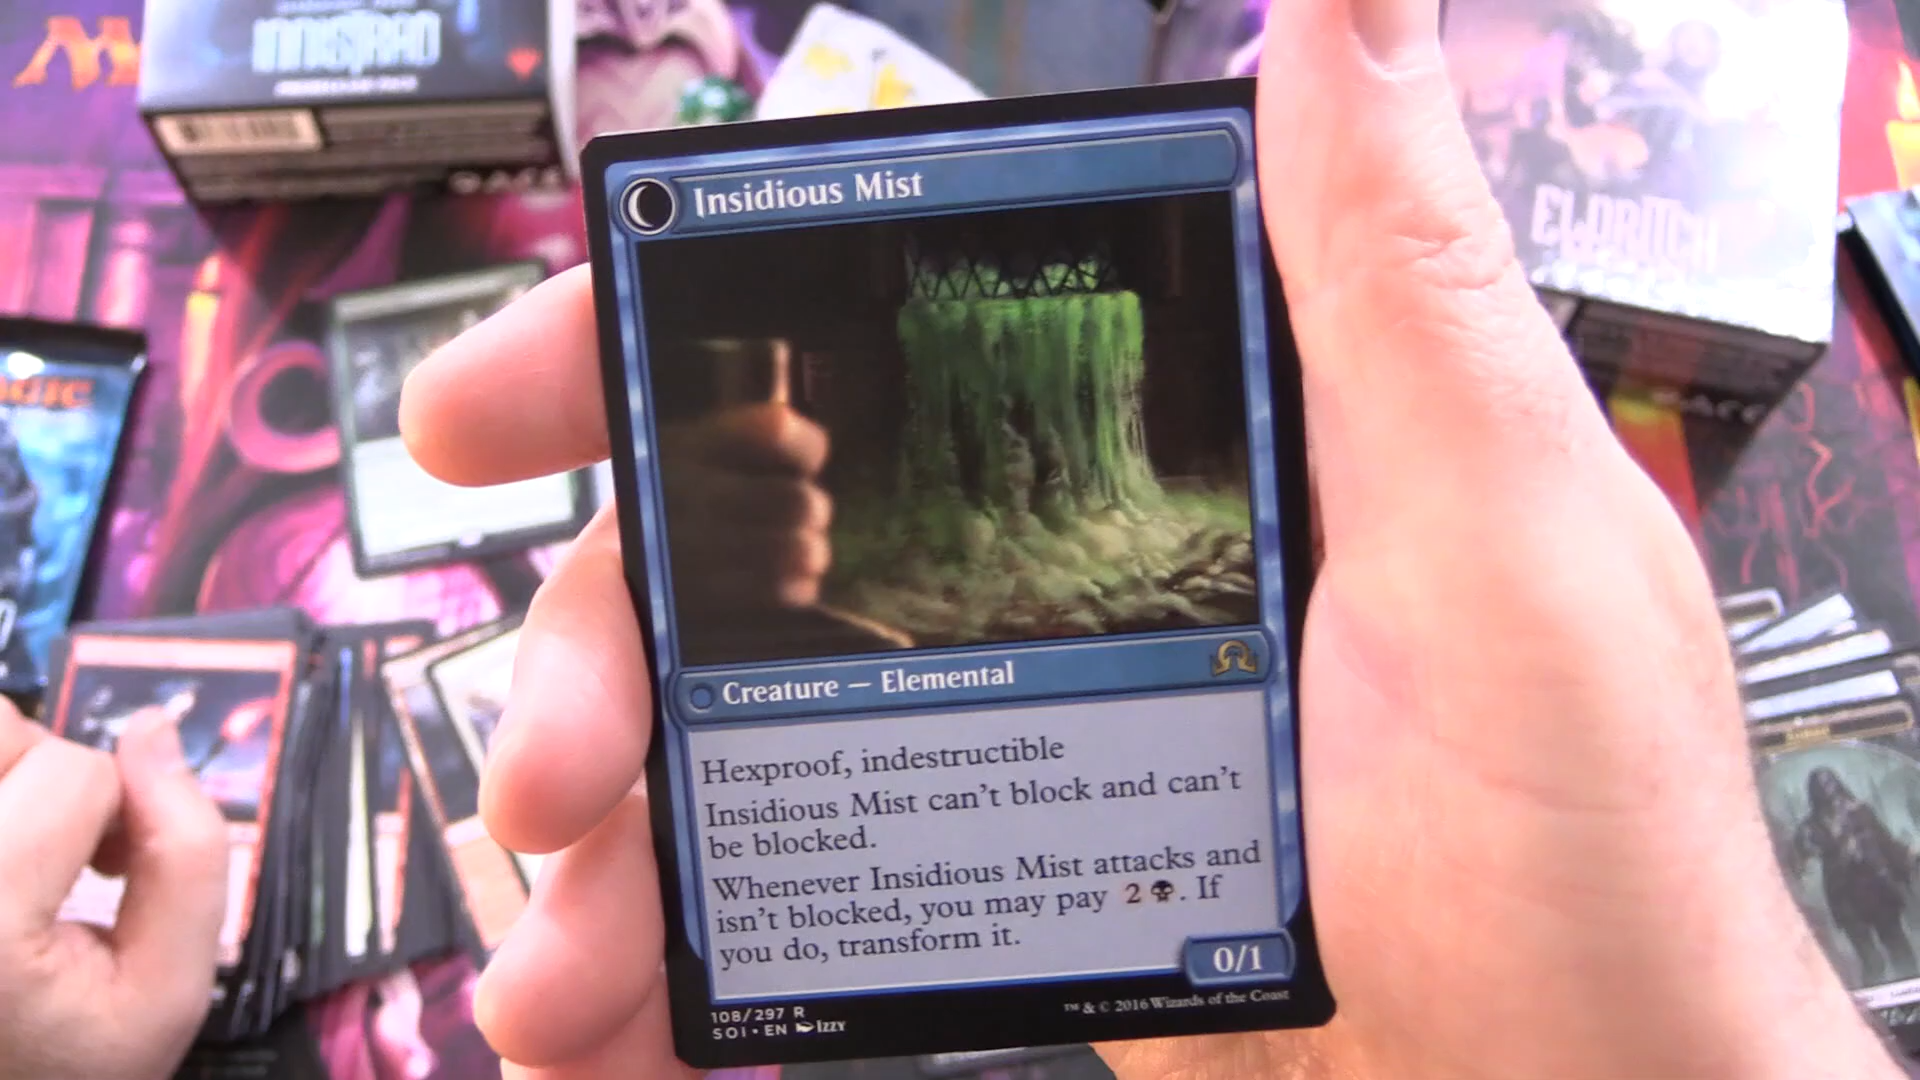 INNISTRAD
ELDRITCH
AGIC
Insidious Mist
Creature — Elemental
Hexproof, indestructible
Insidious Mist can't block and can't
be blocked.
Whenever Insidious Mist attacks and
isn't blocked, you may pay 2. If
you do, transform it.
0/1
108/297 R
SOI • EN Izzy
™ & © 2016 Wizards of the Coast